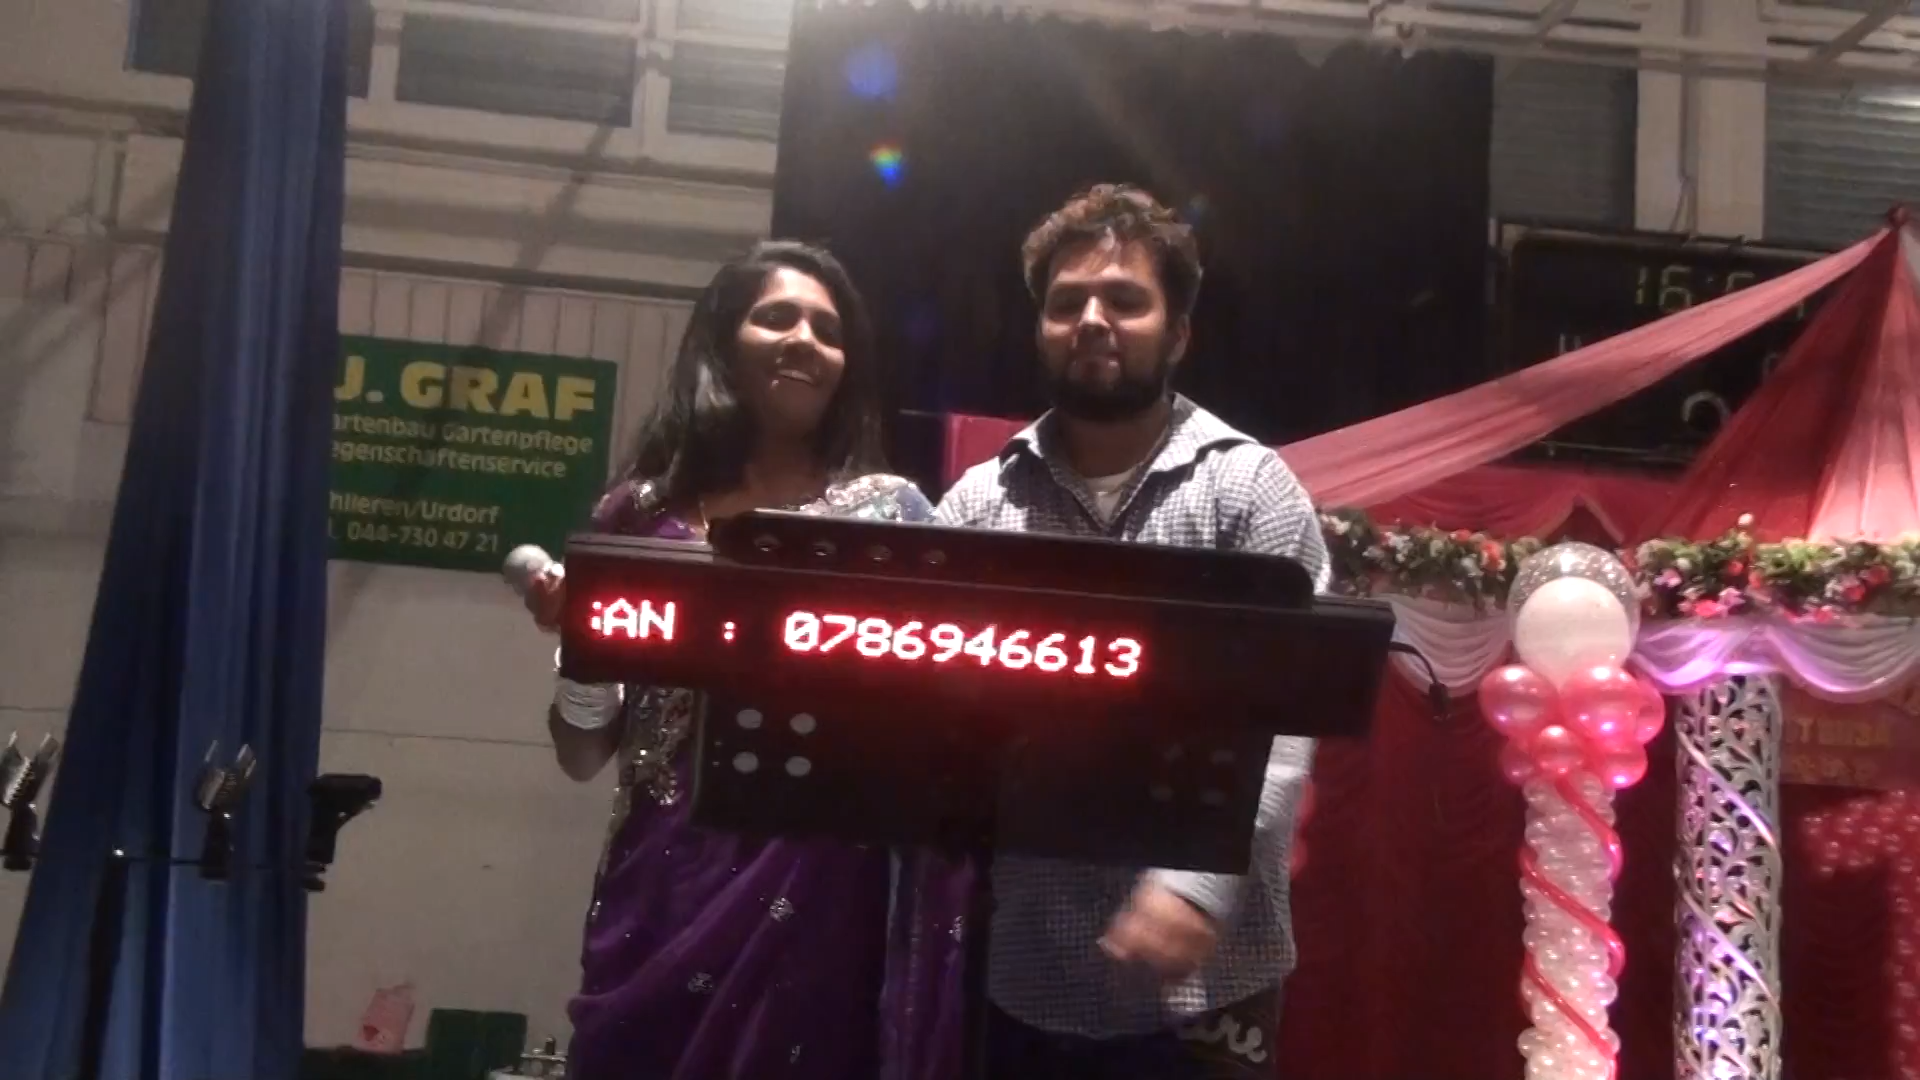 J. GRAF
artenbau Gartenpflege
egenschaftenservice
hlieren/Urdorf
044-730 47 21
AN : 0786946613